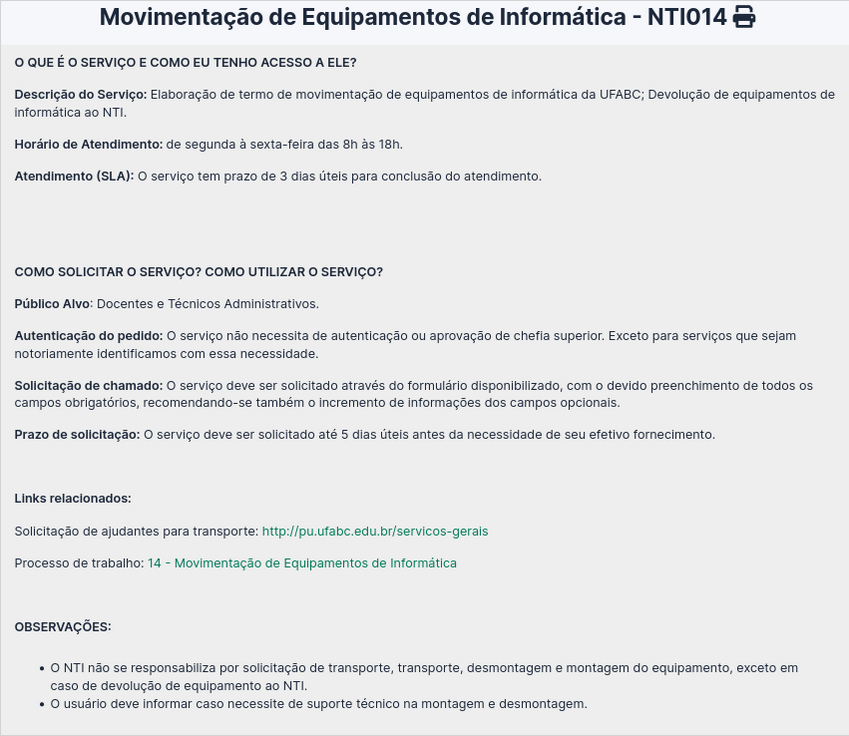 Movimentação de Equipamentos de Informática - NTI014
O QUE É O SERVIÇO E COMO EU TENHO ACESSO A ELE?
Descrição do Serviço: Elaboração de termo de movimentação de equipamentos de informática da UFABC; Devolução de equipamentos de
informática ao NTI.
Horário de Atendimento: de segunda à sexta-feira das 8h às 18h.
Atendimento (SLA): O serviço tem prazo de 3 dias úteis para conclusão do atendimento.
COMO SOLICITAR O SERVIÇO? COMO UTILIZAR O SERVIÇO?
Público Alvo: Docentes e Técnicos Administrativos.
Autenticação do pedido: O serviço não necessita de autenticação ou aprovação de chefia superior. Exceto para serviços que sejam
notoriamente identificamos com essa necessidade.
Solicitação de chamado: O serviço deve ser solicitado através do formulário disponibilizado, com o devido preenchimento de todos os
campos obrigatórios, recomendando-se também o incremento de informações dos campos opcionais.
Prazo de solicitação: O serviço deve ser solicitado até 5 dias úteis antes da necessidade de seu efetivo fornecimento.
Links relacionados:
Solicitação de ajudantes para transporte: http://pu.ufabc.edu.br/servicos-gerais
Processo de trabalho: 14 - Movimentação de Equipamentos de Informática
OBSERVAÇÕES:
• O NTI não se responsabiliza por solicitação de transporte, transporte, desmontagem e montagem do equipamento, exceto em
caso de devolução de equipamento ao NTI.
• O usuário deve informar caso necessite de suporte técnico na montagem e desmontagem.